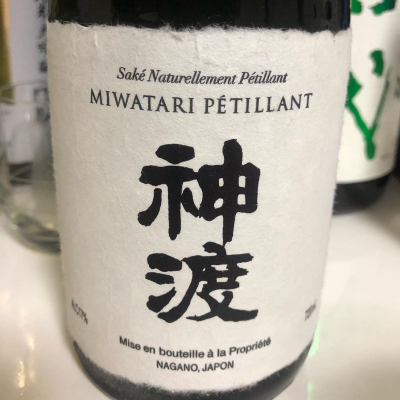 Saké Naturellement Pétillant
MIWATARI PÉTILLANT
神
渡
Mise en bouteille à la Propriété
NAGANO, JAPON